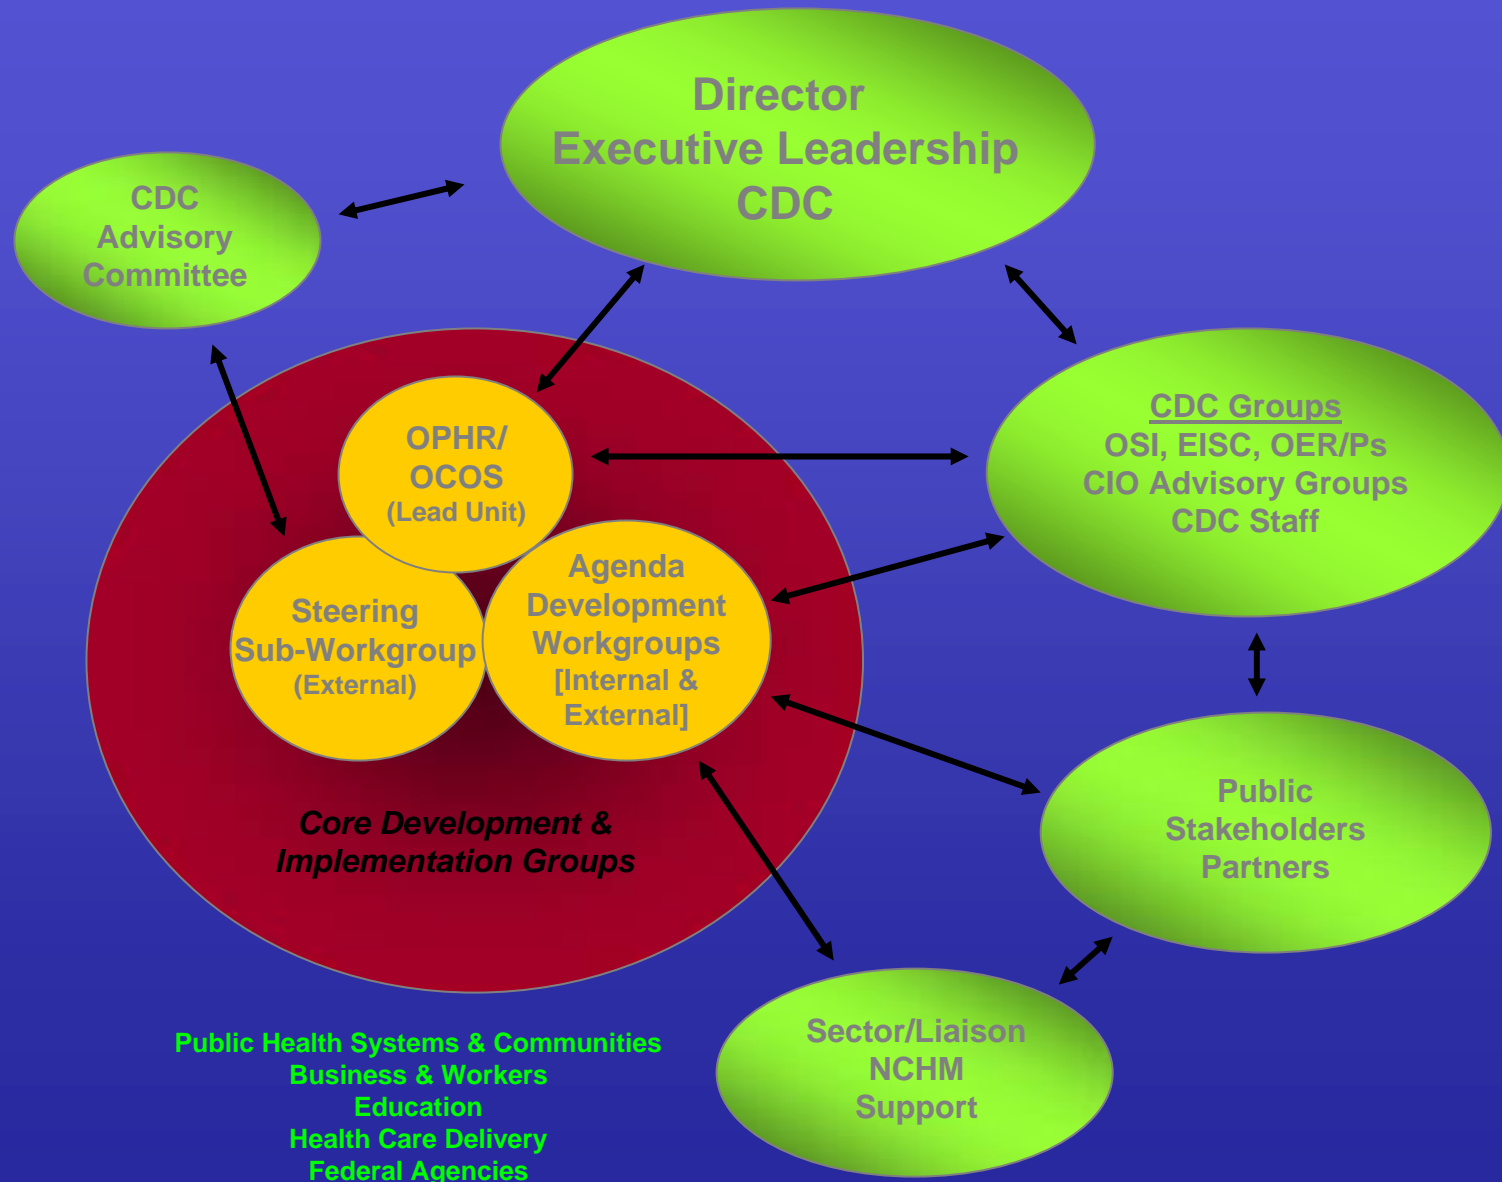 Director
Executive Leadership
CDC
CDC
Advisory
Committee
OPHR/
OCOS
(Lead Unit)
CDC Groups
OSI, EISC, OER/Ps
CIO Advisory Groups
CDC Staff
Steering
Sub-Workgroup
(External)
Agenda
Development
Workgroups
[Internal &
External]
Core Development &
Implementation Groups
Public
Stakeholders
Partners
Sector/Liaison
NCHM
Support
Public Health Systems & Communities
Business & Workers
Education
Health Care Delivery
Federal Agencies